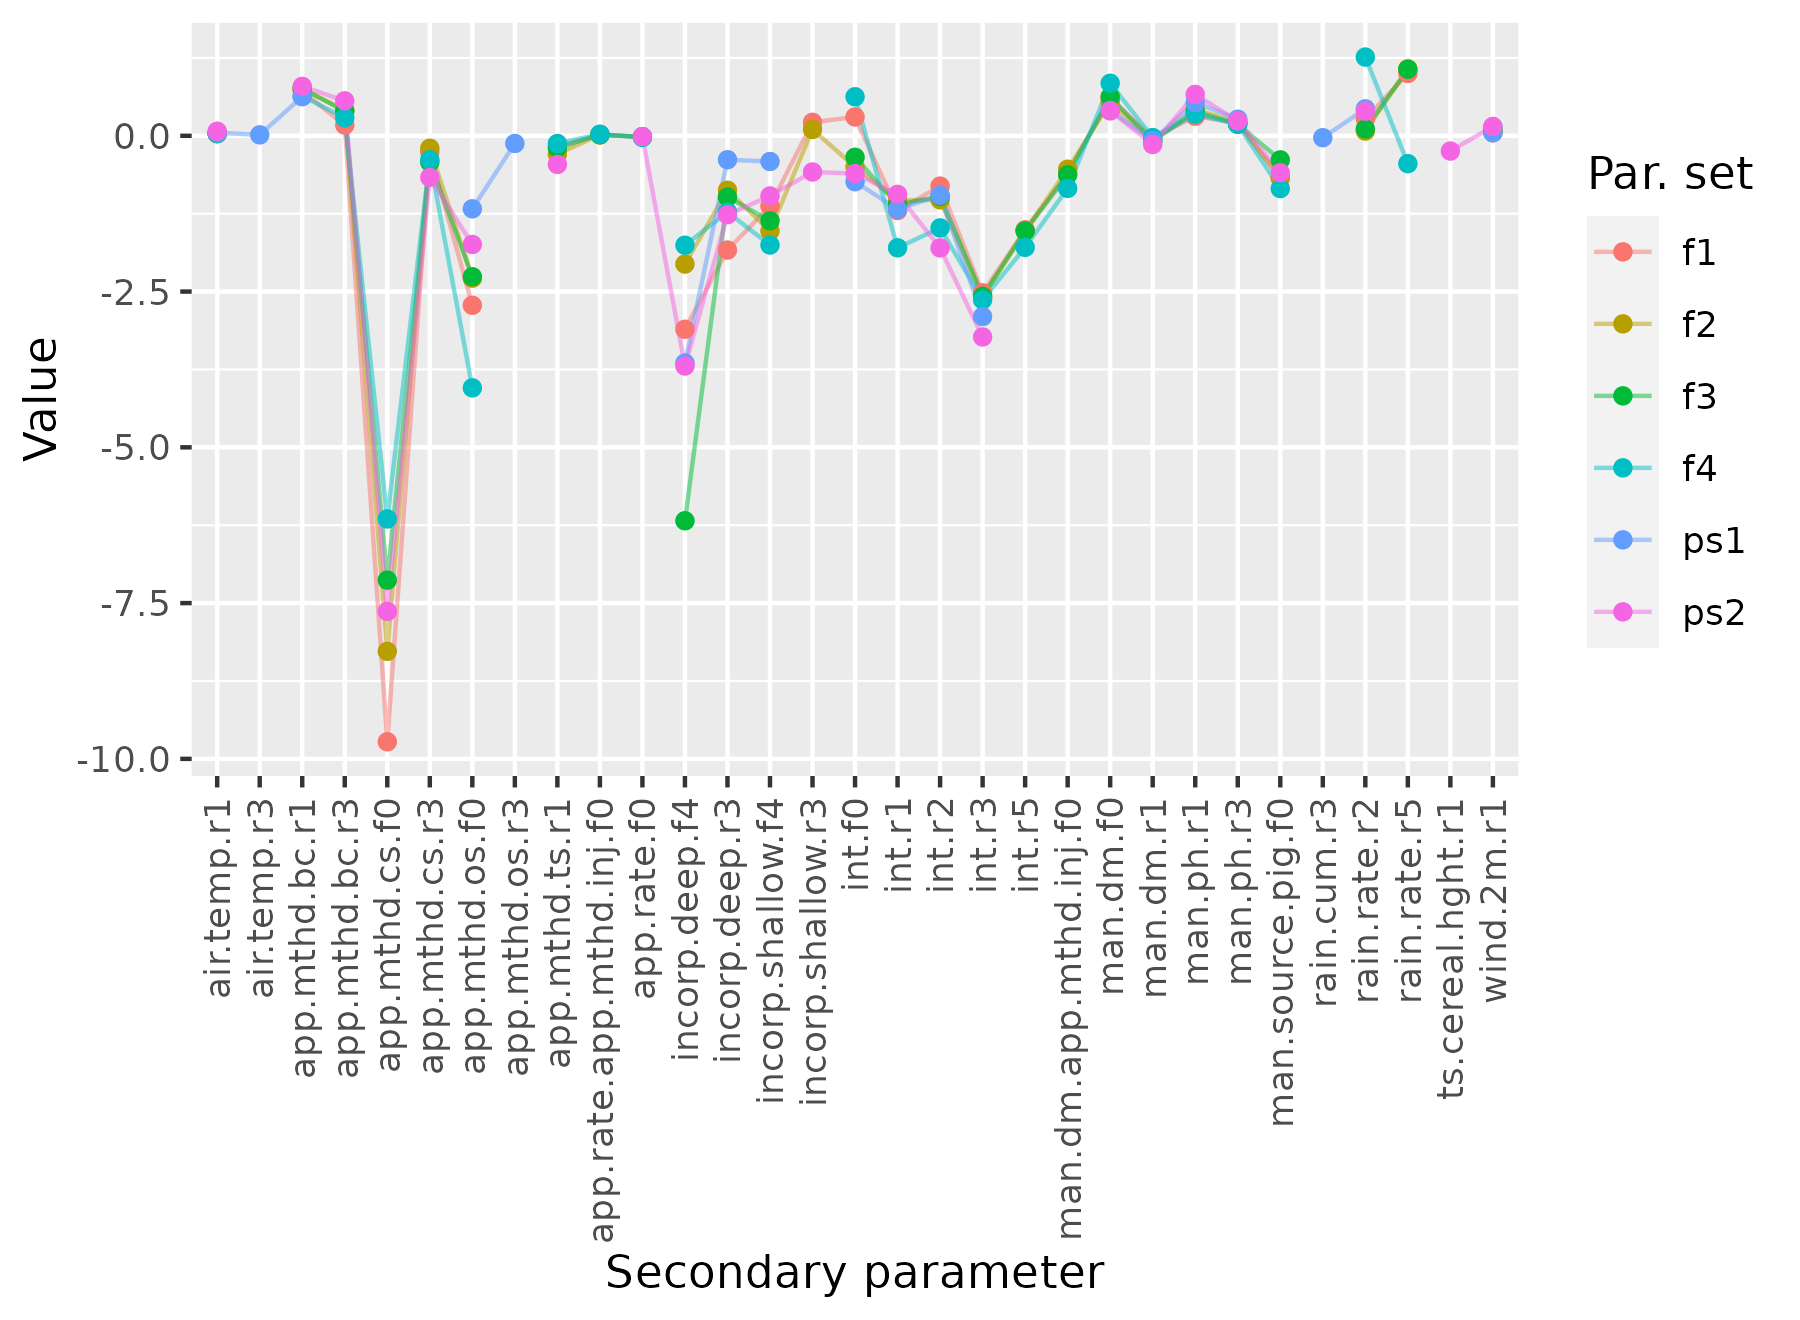 Value
0.0
-2.5
-5.0
-7.5
-10.0
air.temp.r1
air.temp.r3
app.mthd.bc.r1
app.mthd.bc.r3
app.mthd.cs.f0
app.mthd.cs.r3
app.mthd.os.f0
app.mthd.os.r3
app.mthd.ts.r1
app.rate.app.mthd.inj.f0
app.rate.f0
incorp.deep.f4
incorp.deep.r3
incorp.shallow.f4
incorp.shallow.r3
int.f0
int.r1
int.r2
int.r3
int.r5
man.dm.app.mthd.inj.f0
man.dm.f0
man.dm.r1
man.ph.r1
man.ph.r3
man.source.pig.f0
rain.cum.r3
rain.rate.r2
rain.rate.r5
ts.cereal.hght.r1
wind.2m.r1
Secondary parameter
Par. set
f1
f2
f3
f4
ps1
ps2